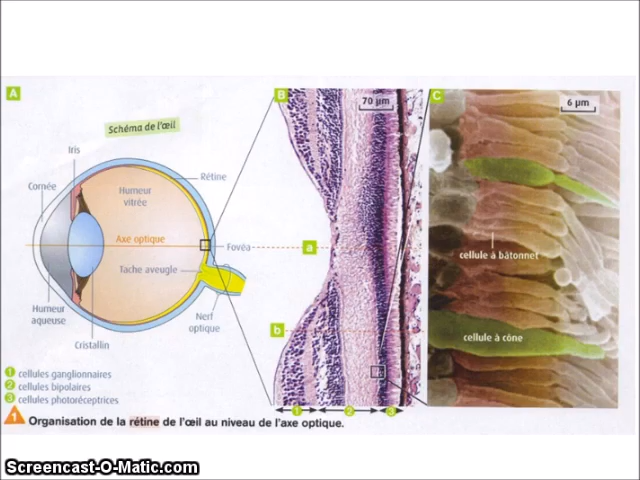 A
B
C
70 µm
6 µm
Schéma de l'œil
Iris
Cornée
Rétine
Humeur
vitrée
Axe optique
Fovéa
a
cellule à bâtonnet
Tache aveugle
Humeur
aqueuse
Nerf
optique
b
cellule à cône
Cristallin
1 cellules ganglionnaires
2 cellules bipolaires
3 cellules photoréceptrices
1 2 3
1 Organisation de la rétine de l'œil au niveau de l'axe optique.
Screencast-O-Matic.com